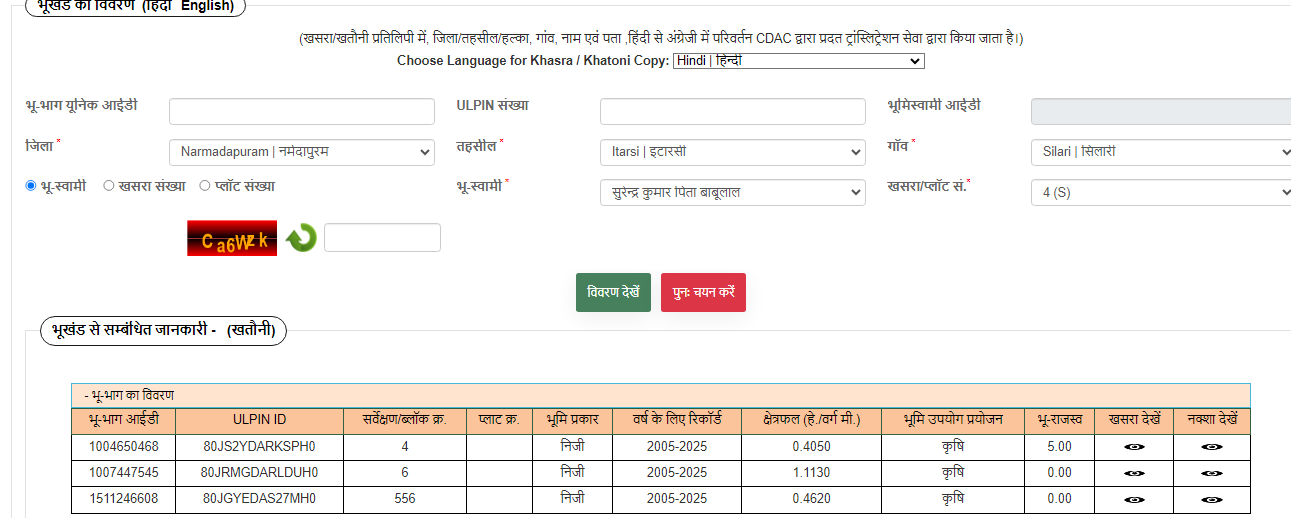 भूखंड का विवरण (हिंदी English)
(खसरा/खतौनी प्रतिलिपी में, जिला/तहसील/हल्का, गांव, नाम एवं पता ,हिंदी से अंग्रेजी में परिवर्तन CDAC द्वारा प्रदत ट्रांस्लिट्रेशन सेवा द्वारा किया जाता है।)
Choose Language for Khasra / Khatoni Copy: Hindi | हिन्दी
भू-भाग यूनिक आईडी ULPIN संख्या भूमिस्वामी आईडी
जिला * Narmadapuram | नर्मदापुरम तहसील * Itarsi | इटारसी गाँव * Silari | सिलारी
भू-स्वामी खसरा संख्या प्लॉट संख्या भू-स्वामी * सुरेन्द्र कुमार पिता बाबूलाल खसरा/प्लॉट सं.* 4 (S)
Ca6Wzk
विवरण देखें पुनः चयन करें
भूखंड से सम्बंधित जानकारी - (खतौनी)
- भू-भाग का विवरण
भू-भाग आईडी ULPIN ID सर्वेक्षण/ब्लॉक क्र. प्लाट क्र. भूमि प्रकार वर्ष के लिए रिकॉर्ड क्षेत्रफल (हे./वर्ग मी.) भूमि उपयोग प्रयोजन भू-राजस्व खसरा देखें नक्शा देखें
1004650468 80JS2YDARKSPH0 4 निजी 2005-2025 0.4050 कृषि 5.00
1007447545 80JRMGDARLDUH0 6 निजी 2005-2025 1.1130 कृषि 0.00
1511246608 80JGYEDAS27MH0 556 निजी 2005-2025 0.4620 कृषि 0.00